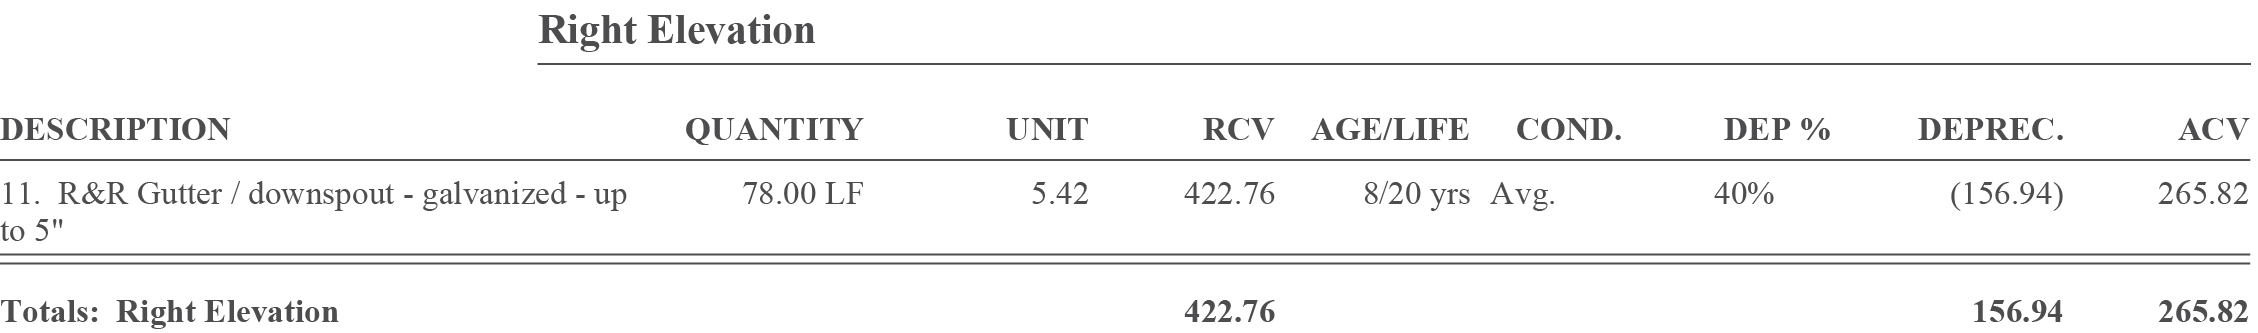 Right Elevation
DESCRIPTION QUANTITY UNIT RCV AGE/LIFE COND. DEP % DEPREC. ACV
11. R&R Gutter / downspout - galvanized - up 78.00 LF 5.42 422.76 8/20 yrs Avg. 40% (156.94) 265.82
to 5"
Totals: Right Elevation 422.76 156.94 265.82